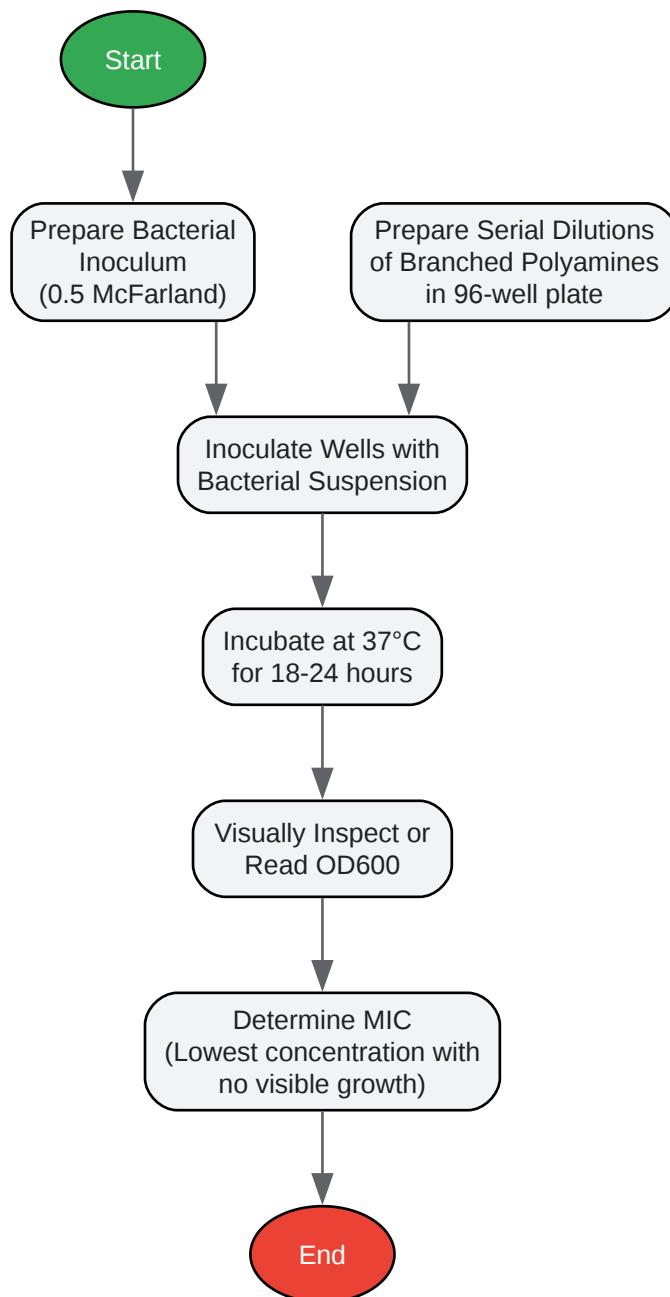 Start
Prepare Bacterial
Inoculum
(0.5 McFarland)
Prepare Serial Dilutions
of Branched Polyamines
in 96-well plate
Inoculate Wells with
Bacterial Suspension
Incubate at 37°C
for 18-24 hours
Visually Inspect or
Read OD600
Determine MIC
(Lowest concentration with
no visible growth)
End